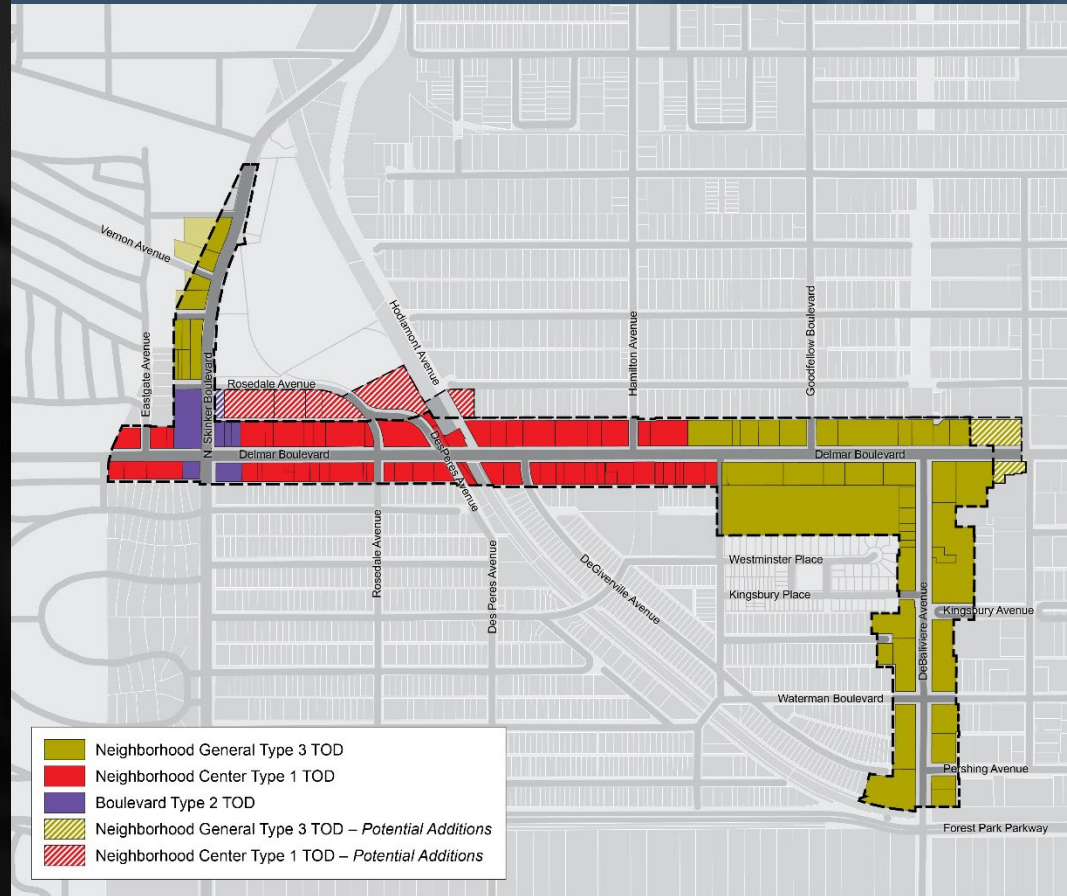 Vernon Avenue
Eastgate Avenue
N. Skinker Boulevard
Rosedale Avenue
Hodiamont Avenue
Hamilton Avenue
Goodfellow Boulevard
Delmar Boulevard
DesPeres Avenue
Delmar Boulevard
Rosedale Avenue
Des Peres Avenue
DeGiverville Avenue
Westminster Place
Kingsbury Place
DeBaliviere Avenue
Kingsbury Avenue
Waterman Boulevard
Pershing Avenue
Forest Park Parkway
Neighborhood General Type 3 TOD
Neighborhood Center Type 1 TOD
Boulevard Type 2 TOD
Neighborhood General Type 3 TOD – Potential Additions
Neighborhood Center Type 1 TOD – Potential Additions